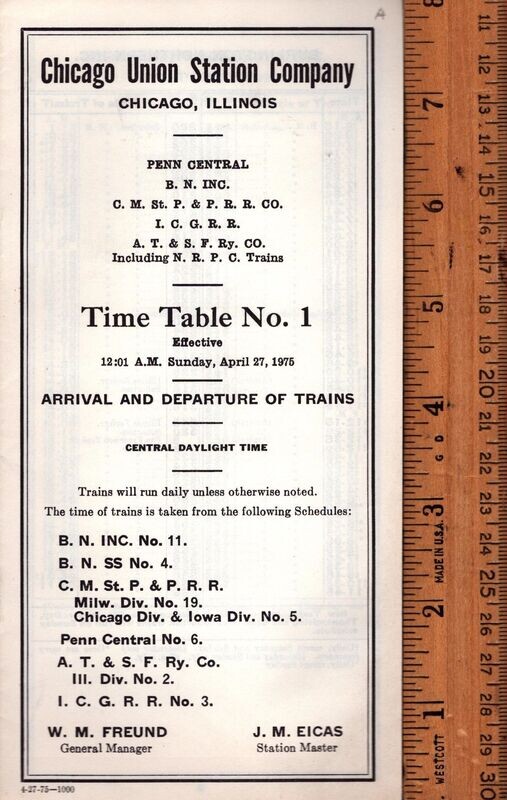 A
Chicago Union Station Company
CHICAGO, ILLINOIS
PENN CENTRAL
B. N. INC.
C. M. St. P. & P. R. R. CO.
I. C. G. R. R.
A. T. & S. F. Ry. CO.
Including N. R. P. C. Trains
Time Table No. 1
Effective
12:01 A.M. Sunday, April 27, 1975
ARRIVAL AND DEPARTURE OF TRAINS
CENTRAL DAYLIGHT TIME
Trains will run daily unless otherwise noted.
The time of trains is taken from the following Schedules:
B. N. INC. No. 11.
B. N. SS No. 4.
C. M. St. P. & P. R. R.
Milw. Div. No. 19.
Chicago Div. & Iowa Div. No. 5.
Penn Central No. 6.
A. T. & S. F. Ry. Co.
Ill. Div. No. 2.
I. C. G. R. R. No. 3.
W. M. FREUND
General Manager
J. M. EICAS
Station Master
4-27-75—1000
8 7 6 5 4 3 2 1
G D
MADE IN U.S.A.
WESTCOTT
11 12 13 14 15 16 17 18 19 20 21 22 23 24 25 26 27 28 29 30